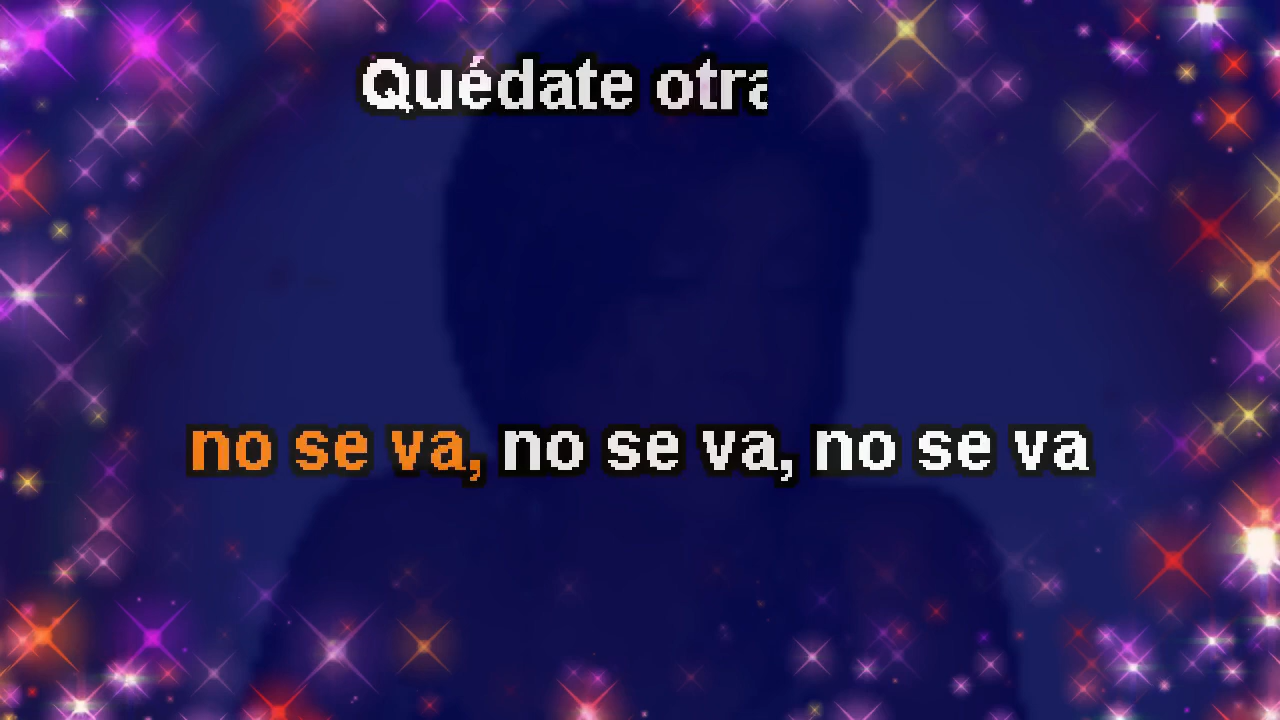 Quédate otra
no se va, no se va, no se va